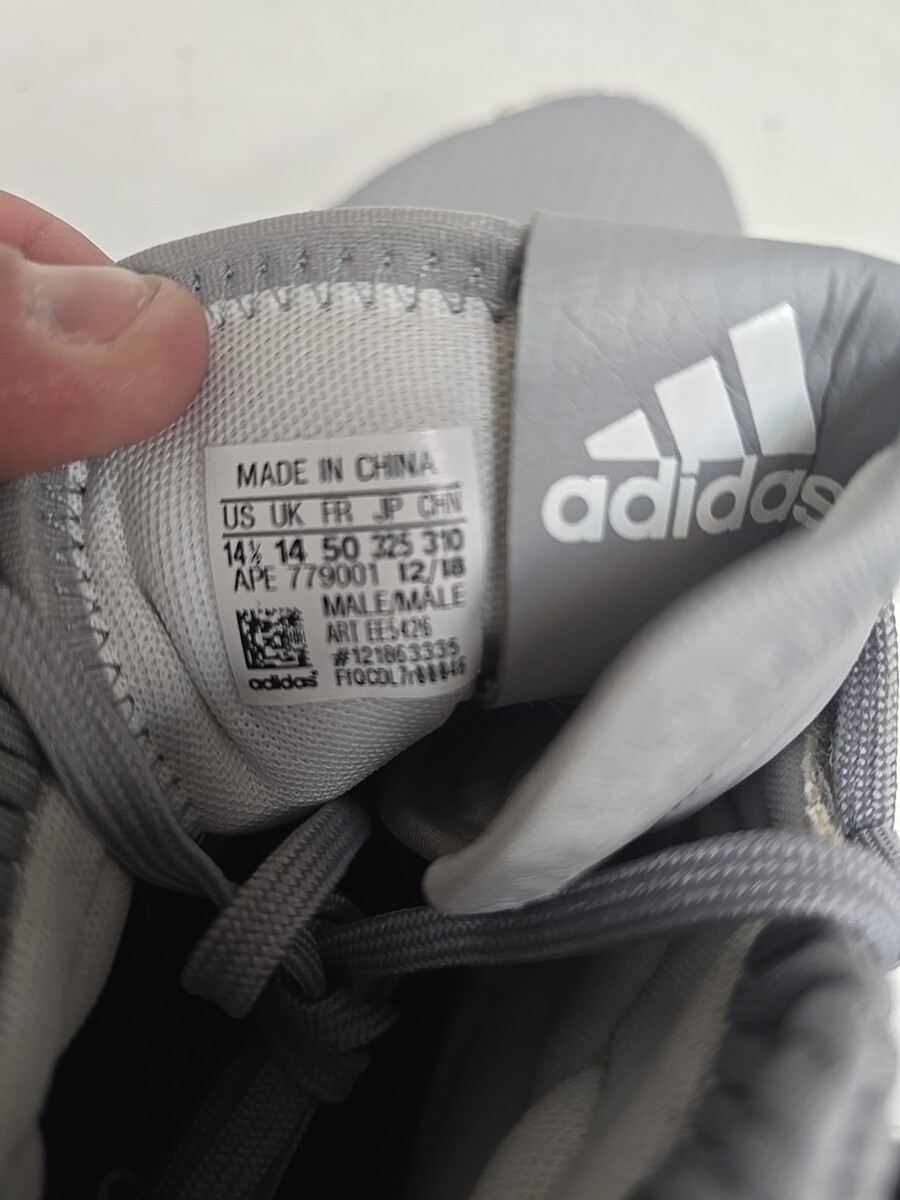 MADE IN CHINA
US UK FR JP CHN
14½ 14 50 325 310
APE 779001 12/18
MALE/MÂLE
ART EE5426
#121863335
adidas
adidas